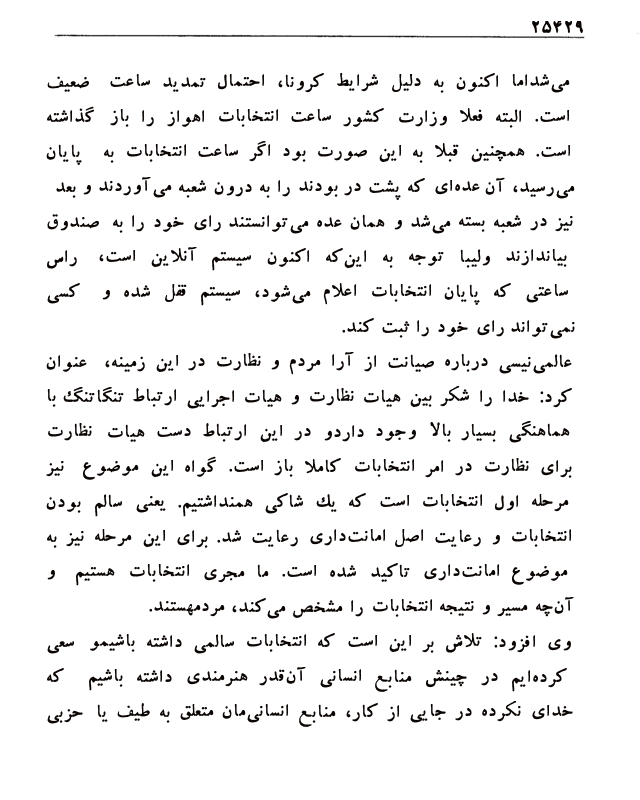 ۲۵۴۲۹
می‌شداما اکنون به دلیل شرایط کرونا، احتمال تمدید ساعت ضعیف
است. البته فعلا وزارت کشور ساعت انتخابات اهواز را باز گذاشته
است. همچنین قبلا به این صورت بود اگر ساعت انتخابات به پایان
می‌رسید، آن عده‌ای که پشت در بودند را به درون شعبه می‌آوردند و بعد
نیز در شعبه بسته می‌شد و همان عده می‌توانستند رای خود را به صندوق
بیاندازند ولیبا توجه به این‌که اکنون سیستم آنلاین است، راس
ساعتی که پایان انتخابات اعلام می‌شود، سیستم قفل شده و کسی
نمی‌تواند رای خود را ثبت کند.
عالمی‌نیسی درباره صیانت از آرا مردم و نظارت در این زمینه، عنوان
کرد: خدا را شکر بین هیات نظارت و هیات اجرایی ارتباط تنگاتنگ با
هماهنگی بسیار بالا وجود داردو در این ارتباط دست هیات نظارت
برای نظارت در امر انتخابات کاملا باز است. گواه این موضوع نیز
مرحله اول انتخابات است که یك شاکی همنداشتیم. یعنی سالم بودن
انتخابات و رعایت اصل امانت‌داری رعایت شد. برای این مرحله نیز به
موضوع امانت‌داری تاکید شده است. ما مجری انتخابات هستیم و
آن‌چه مسیر و نتیجه انتخابات را مشخص می‌کند، مردمهستند.
وی افزود: تلاش بر این است که انتخابات سالمی داشته باشیمو سعی
کرده‌ایم در چینش منابع انسانی آن‌قدر هنرمندی داشته باشیم که
خدای نکرده در جایی از کار، منابع انسانی‌مان متعلق به طیف یا حزبی